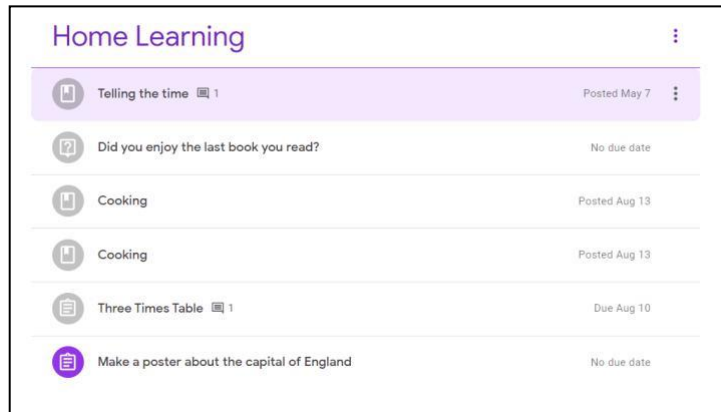 Home Learning
Telling the time 1 Posted May 7
Did you enjoy the last book you read? No due date
Cooking Posted Aug 13
Cooking Posted Aug 13
Three Times Table 1 Due Aug 10
Make a poster about the capital of England No due date